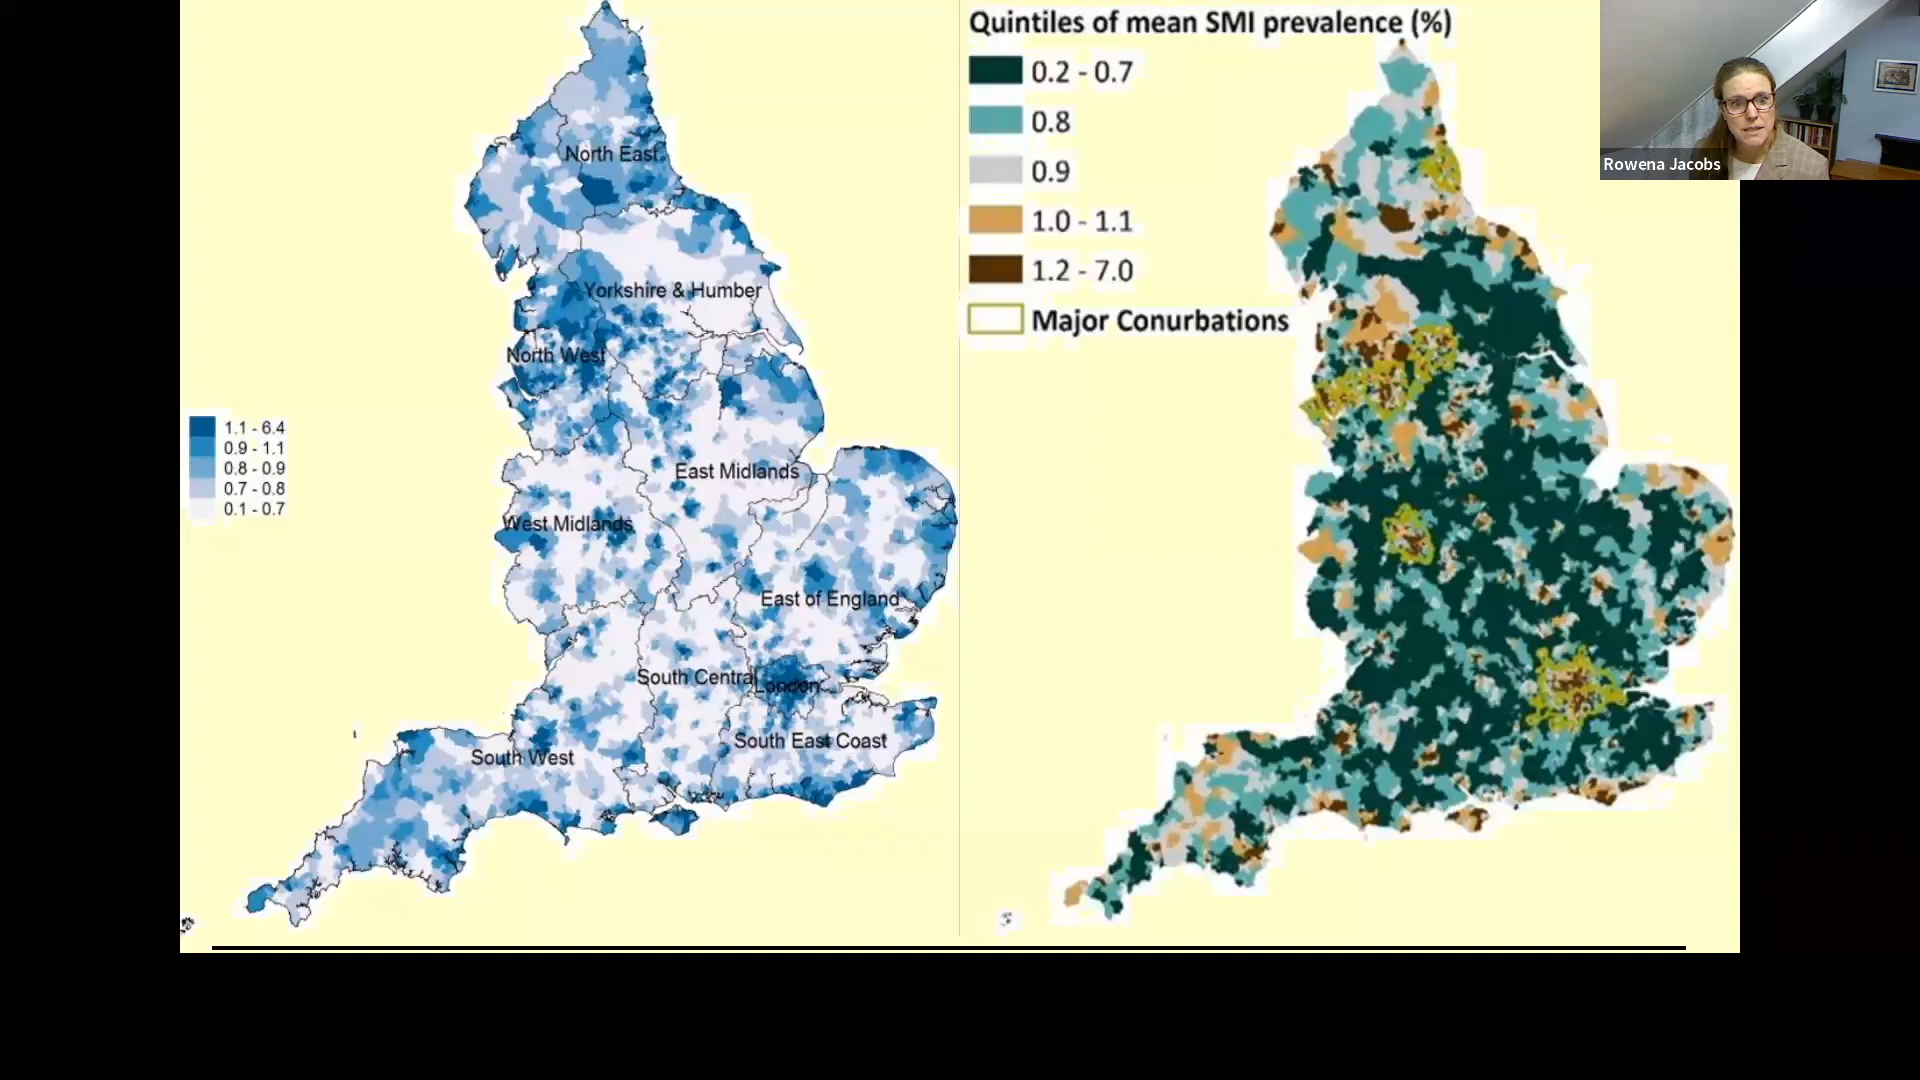 North East
Yorkshire & Humber
North West
East Midlands
West Midlands
East of England
South Central
London
South East Coast
South West
1.1 - 6.4
0.9 - 1.1
0.8 - 0.9
0.7 - 0.8
0.1 - 0.7
Quintiles of mean SMI prevalence (%)
0.2 - 0.7
0.8
0.9
1.0 - 1.1
1.2 - 7.0
Major Conurbations
Rowena Jacobs